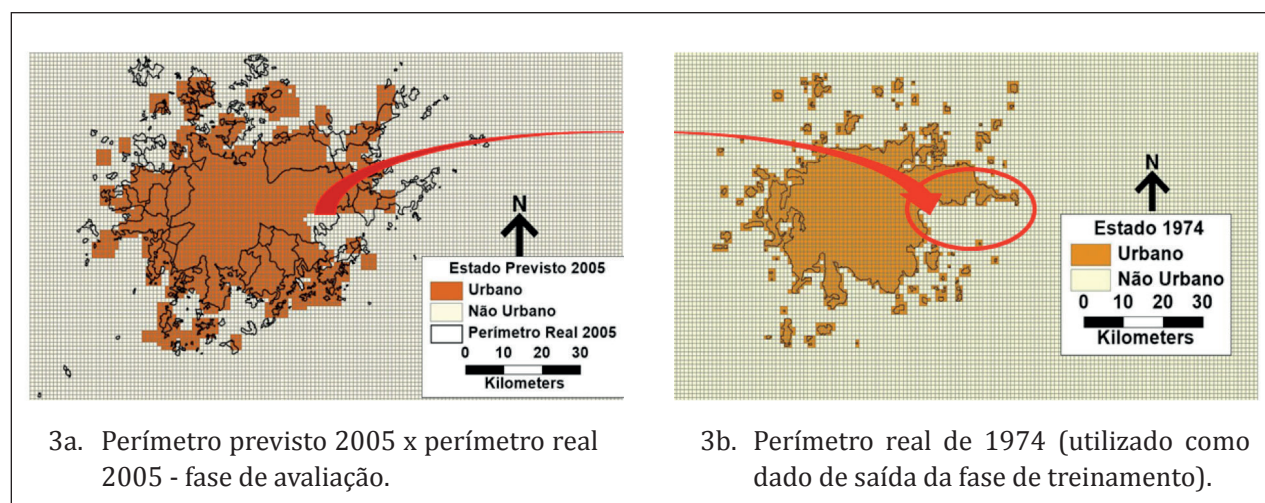 N
Estado Previsto 2005
Urbano
Não Urbano
Perímetro Real 2005
0 10 20 30
Kilometers
N
Estado 1974
Urbano
Não Urbano
0 10 20 30
Kilometers
3a. Perímetro previsto 2005 x perímetro real
2005 - fase de avaliação.
3b. Perímetro real de 1974 (utilizado como
dado de saída da fase de treinamento).